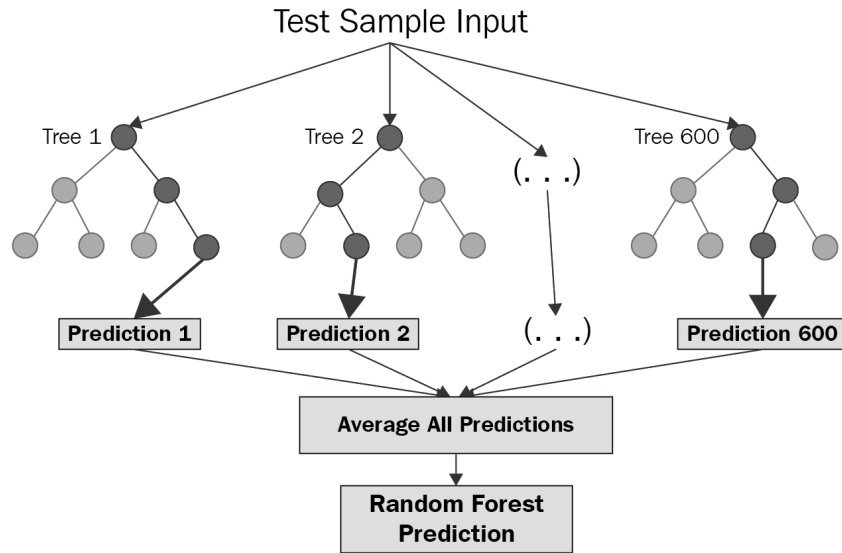 Test Sample Input
Tree 1
Tree 2
Tree 600
(. . .)
Prediction 1
Prediction 2
(. . .)
Prediction 600
Average All Predictions
Random Forest
Prediction